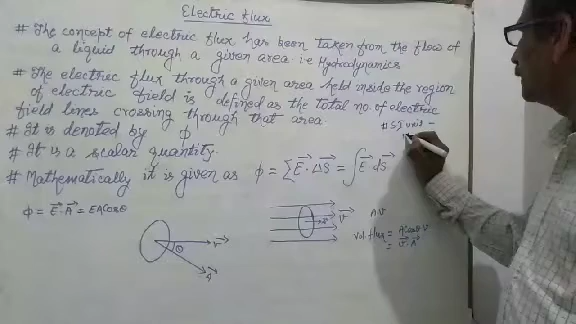 Electric flux
# The concept of electric flux has been taken from the flow of
a liquid through a given area i.e Hydrodynamics
# The electric flux through a given area held inside the region
of electric field is defined as the total no. of electric
field lines crossing through that area.
# SI unit -
# It is denoted by ϕ
# It is a scalar quantity.
# Mathematically it is given as ϕ = ∑ E⃗ . ΔS⃗ = ∫ E⃗ dS⃗
ϕ = E⃗ . A⃗ = EA cosθ
θ
V⃗
A⃗
V⃗
AV
Vol. flux = A cosθ V
= V⃗ . A⃗